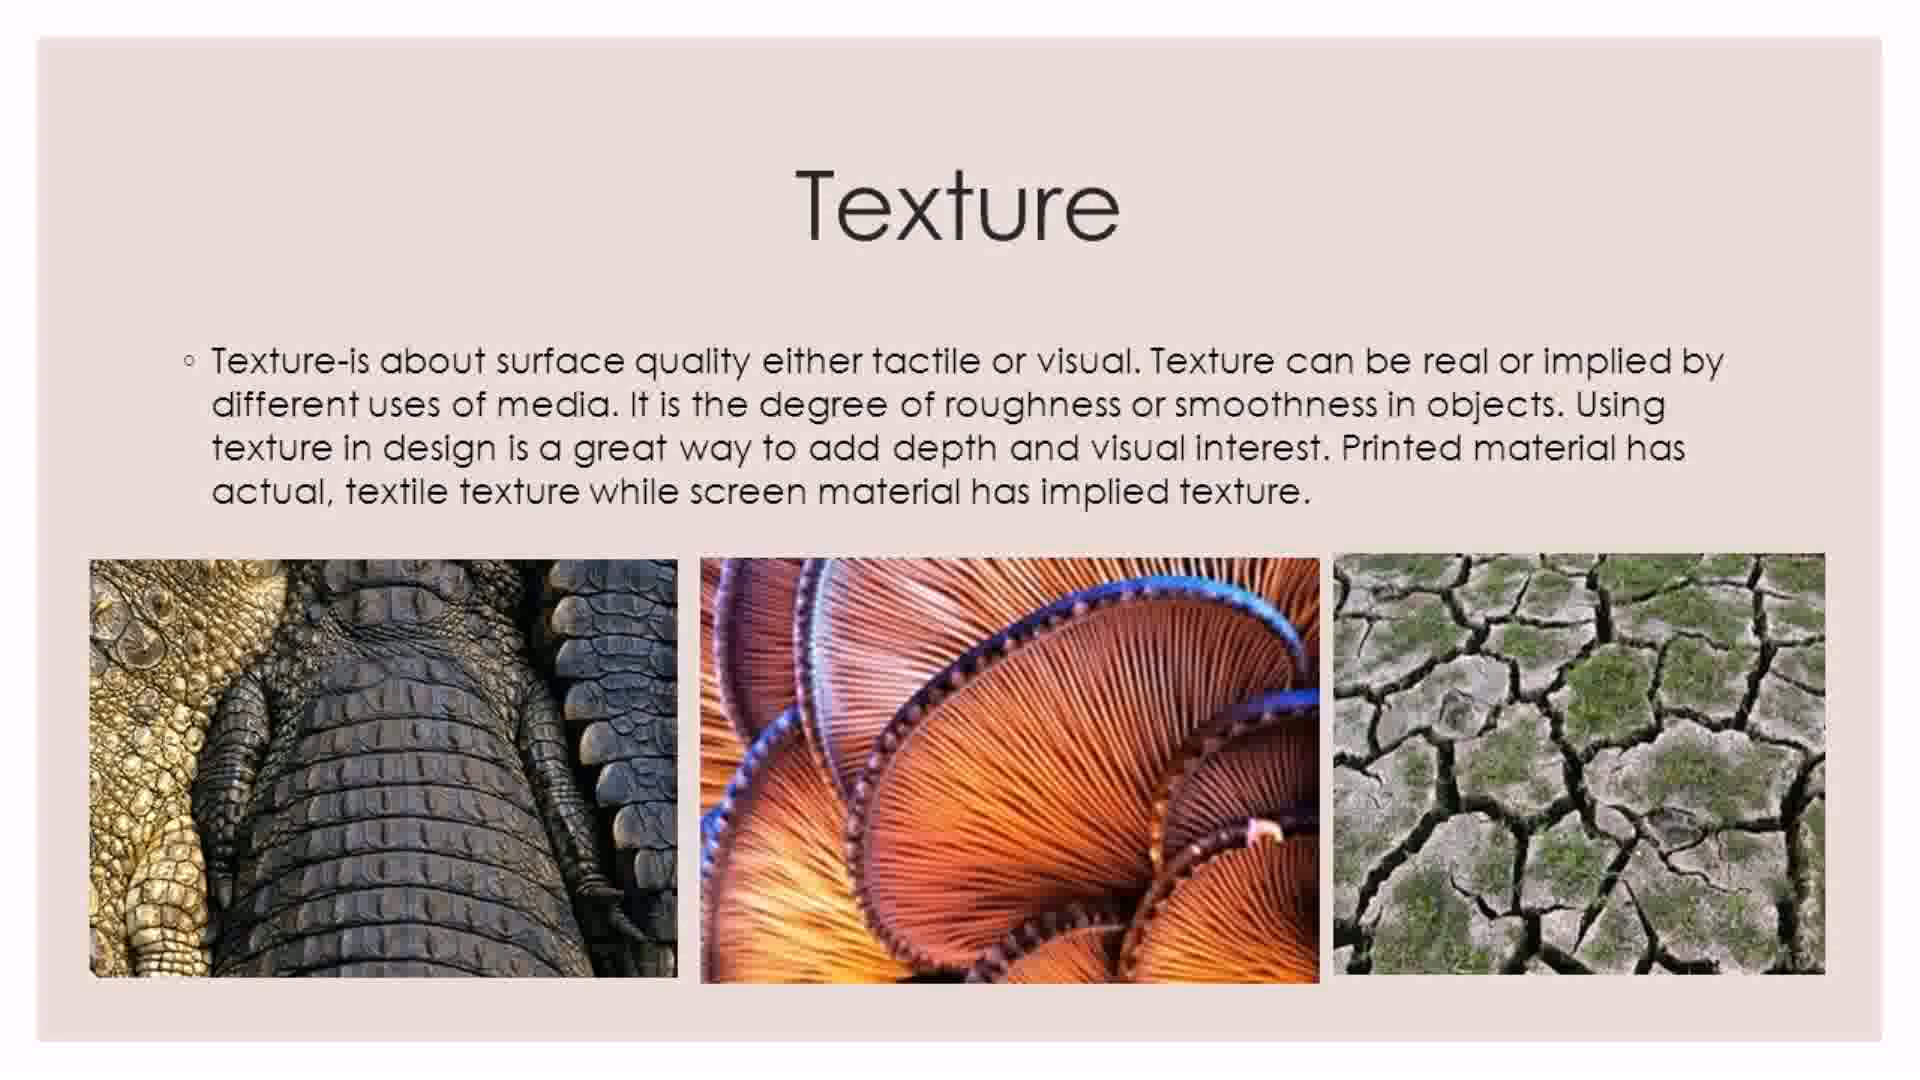 Texture
◦ Texture-is about surface quality either tactile or visual. Texture can be real or implied by
different uses of media. It is the degree of roughness or smoothness in objects. Using
texture in design is a great way to add depth and visual interest. Printed material has
actual, textile texture while screen material has implied texture.